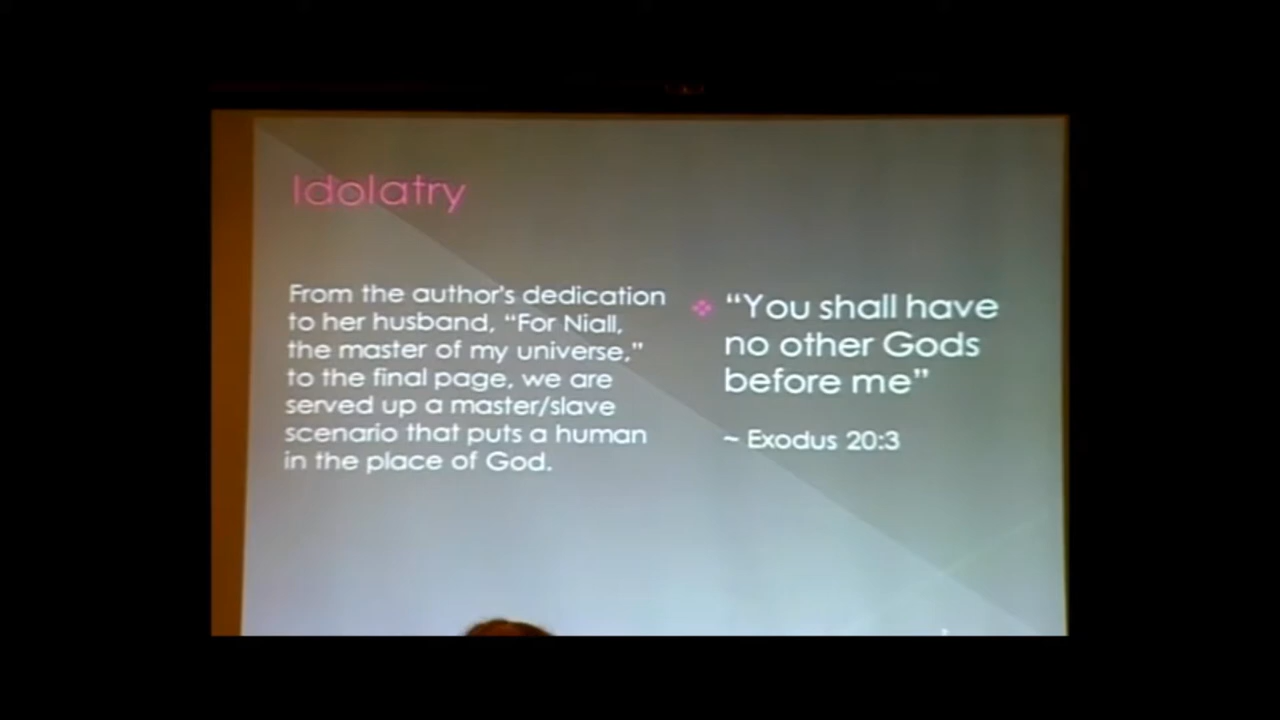 Idolatry
From the author's dedication
to her husband, “For Niall,
the master of my universe,”
to the final page, we are
served up a master/slave
scenario that puts a human
in the place of God.
“You shall have
no other Gods
before me”
~ Exodus 20:3